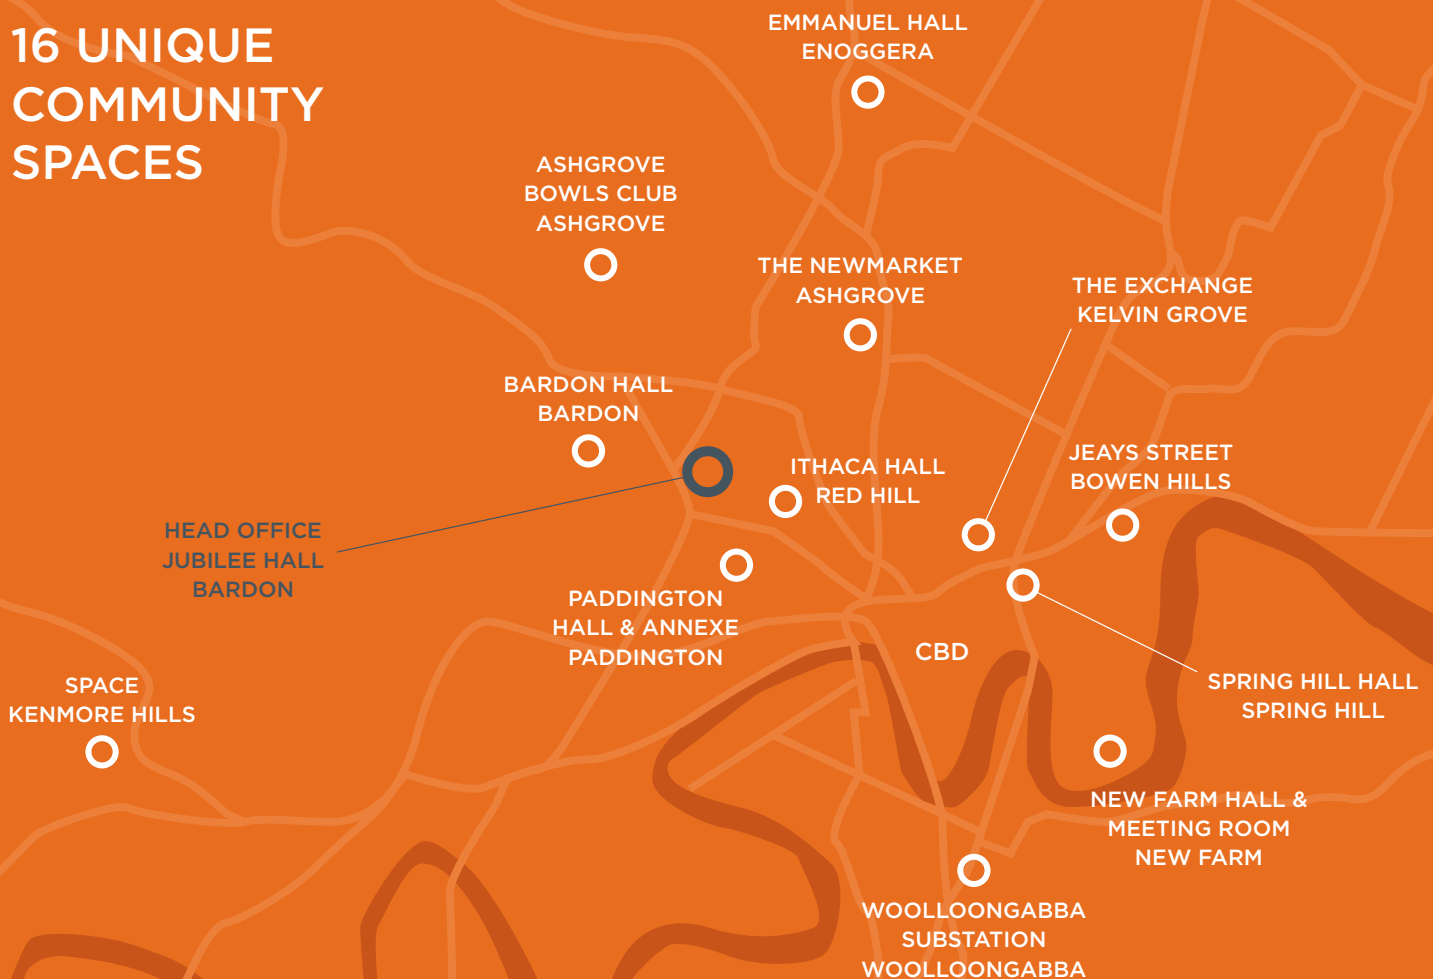 16 UNIQUE
COMMUNITY
SPACES
EMMANUEL HALL
ENOGGERA
ASHGROVE
BOWLS CLUB
ASHGROVE
THE NEWMARKET
ASHGROVE
THE EXCHANGE
KELVIN GROVE
BARDON HALL
BARDON
ITHACA HALL
RED HILL
JEAYS STREET
BOWEN HILLS
HEAD OFFICE
JUBILEE HALL
BARDON
PADDINGTON
HALL & ANNEXE
PADDINGTON
CBD
SPACE
KENMORE HILLS
SPRING HILL HALL
SPRING HILL
NEW FARM HALL &
MEETING ROOM
NEW FARM
WOOLLOONGABBA
SUBSTATION
WOOLLOONGABBA